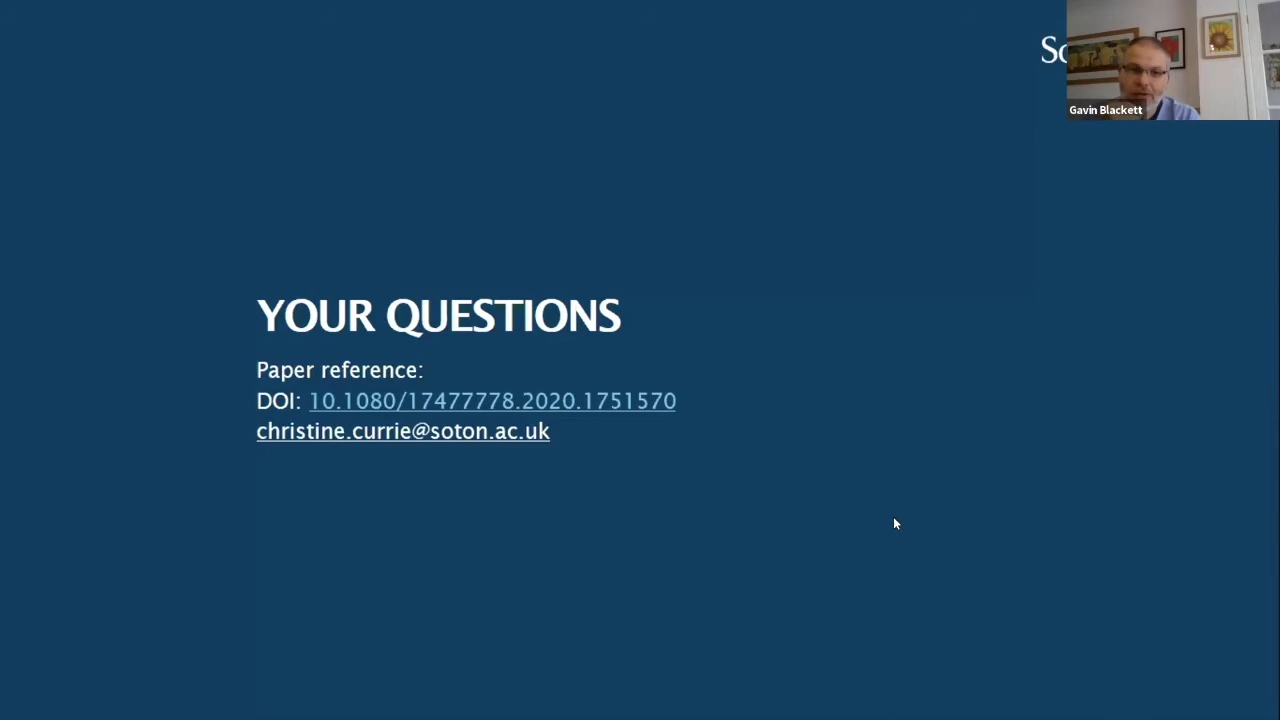 Gavin Blackett
YOUR QUESTIONS
Paper reference:
DOI: 10.1080/17477778.2020.1751570
christine.currie@soton.ac.uk